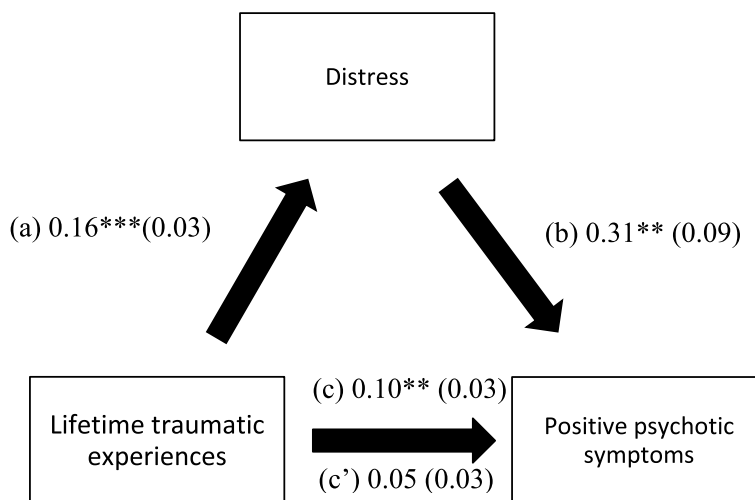 Distress
(a) 0.16***(0.03)
(b) 0.31** (0.09)
Lifetime traumatic
experiences
(c) 0.10** (0.03)
(c’) 0.05 (0.03)
Positive psychotic
symptoms